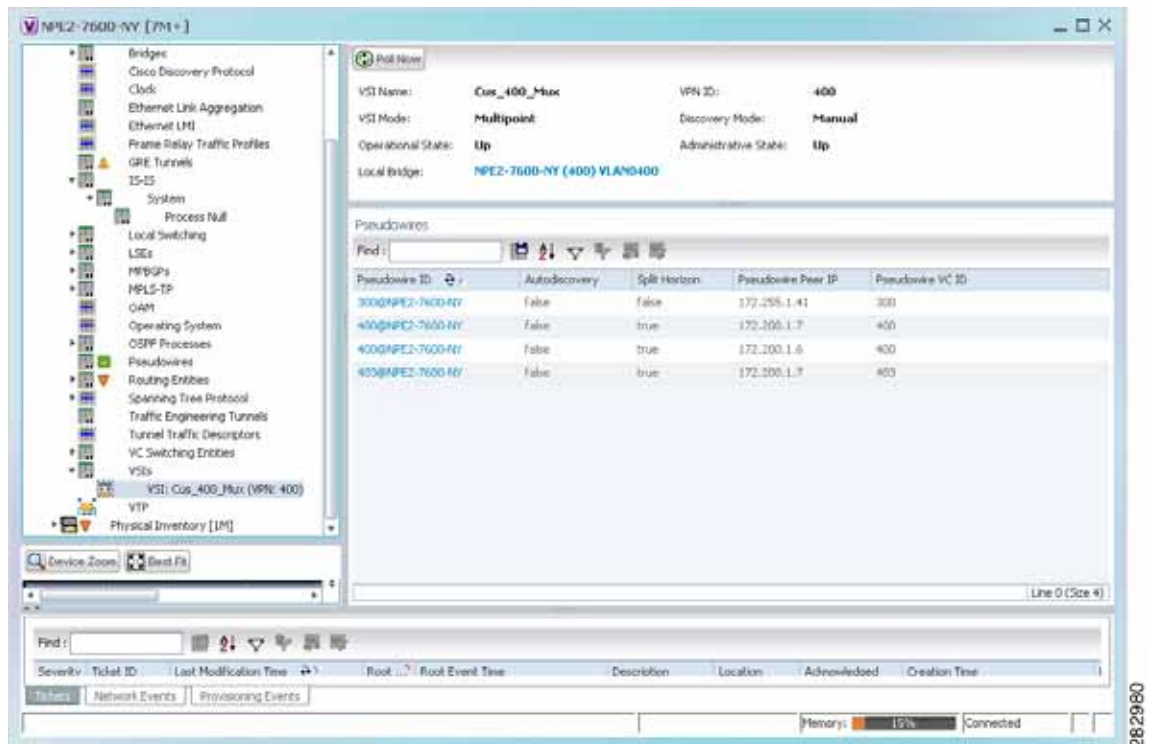 NPE2-7600-NY [7M+]
Bridges
Cisco Discovery Protocol
Clock
Ethernet Link Aggregation
Ethernet LMI
Frame Relay Traffic Profiles
GRE Tunnels
IS-IS
System
Process Null
Local Switching
LSEs
MPBGPs
MPLS-TP
OAM
Operating System
OSPF Processes
Pseudowires
Routing Entities
Spanning Tree Protocol
Traffic Engineering Tunnels
Tunnel Traffic Descriptors
VC Switching Entities
VSIs
VSI: Cus_400_Mux (VPN: 400)
VTP
Physical Inventory [1M]
Device Zoom Best Fit
Poll Now
VSI Name: Cus_400_Mux VPN ID: 400
VSI Mode: Multipoint Discovery Mode: Manual
Operational State: Up Administrative State: Up
Local Bridge: NPE2-7600-NY (400) VLAN0400
Pseudowires
Find :
Pseudowire ID Autodiscovery Split Horizon Pseudowire Peer IP Pseudowire VC ID
300@NPE2-7600-NY False false 172.255.1.41 300
400@NPE2-7600-NY False true 172.200.1.7 400
400@NPE2-7600-NY False true 172.200.1.6 400
False true 172.200.1.7
Line 0 (Size 4)
Find :
Severity Ticket ID Last Modification Time Root ... Root Event Time Description Location Acknowledged Creation Time
Tickets Network Events Provisioning Events
Memory: 15% Connected
282980